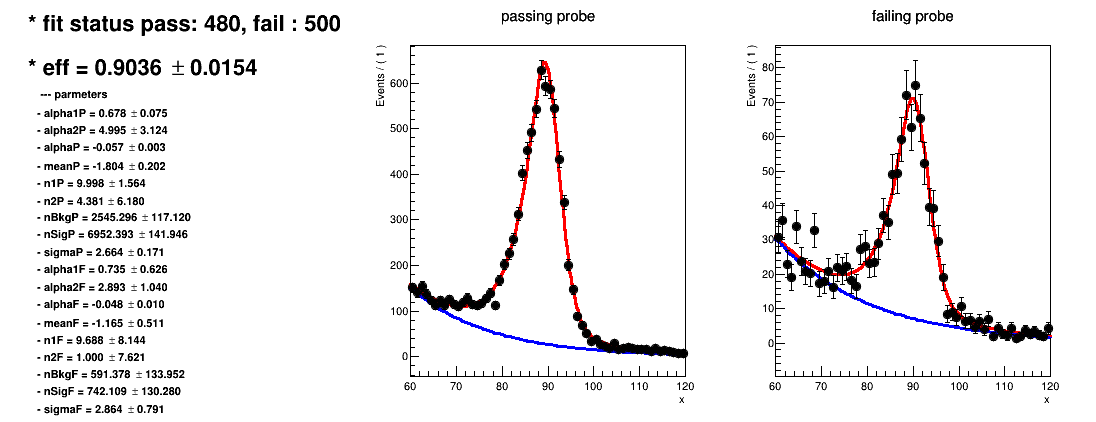 * fit status pass: 480, fail : 500
* eff = 0.9036 ± 0.0154
--- parmeters
- alpha1P = 0.678 ± 0.075
- alpha2P = 4.995 ± 3.124
- alphaP = -0.057 ± 0.003
- meanP = -1.804 ± 0.202
- n1P = 9.998 ± 1.564
- n2P = 4.381 ± 6.180
- nBkgP = 2545.296 ± 117.120
- nSigP = 6952.393 ± 141.946
- sigmaP = 2.664 ± 0.171
- alpha1F = 0.735 ± 0.626
- alpha2F = 2.893 ± 1.040
- alphaF = -0.048 ± 0.010
- meanF = -1.165 ± 0.511
- n1F = 9.688 ± 8.144
- n2F = 1.000 ± 7.621
- nBkgF = 591.378 ± 133.952
- nSigF = 742.109 ± 130.280
- sigmaF = 2.864 ± 0.791
passing probe
Events / ( 1 )
600
500
400
300
200
100
0
60 70 80 90 100 110 120
x
failing probe
Events / ( 1 )
80
70
60
50
40
30
20
10
0
60 70 80 90 100 110 120
x